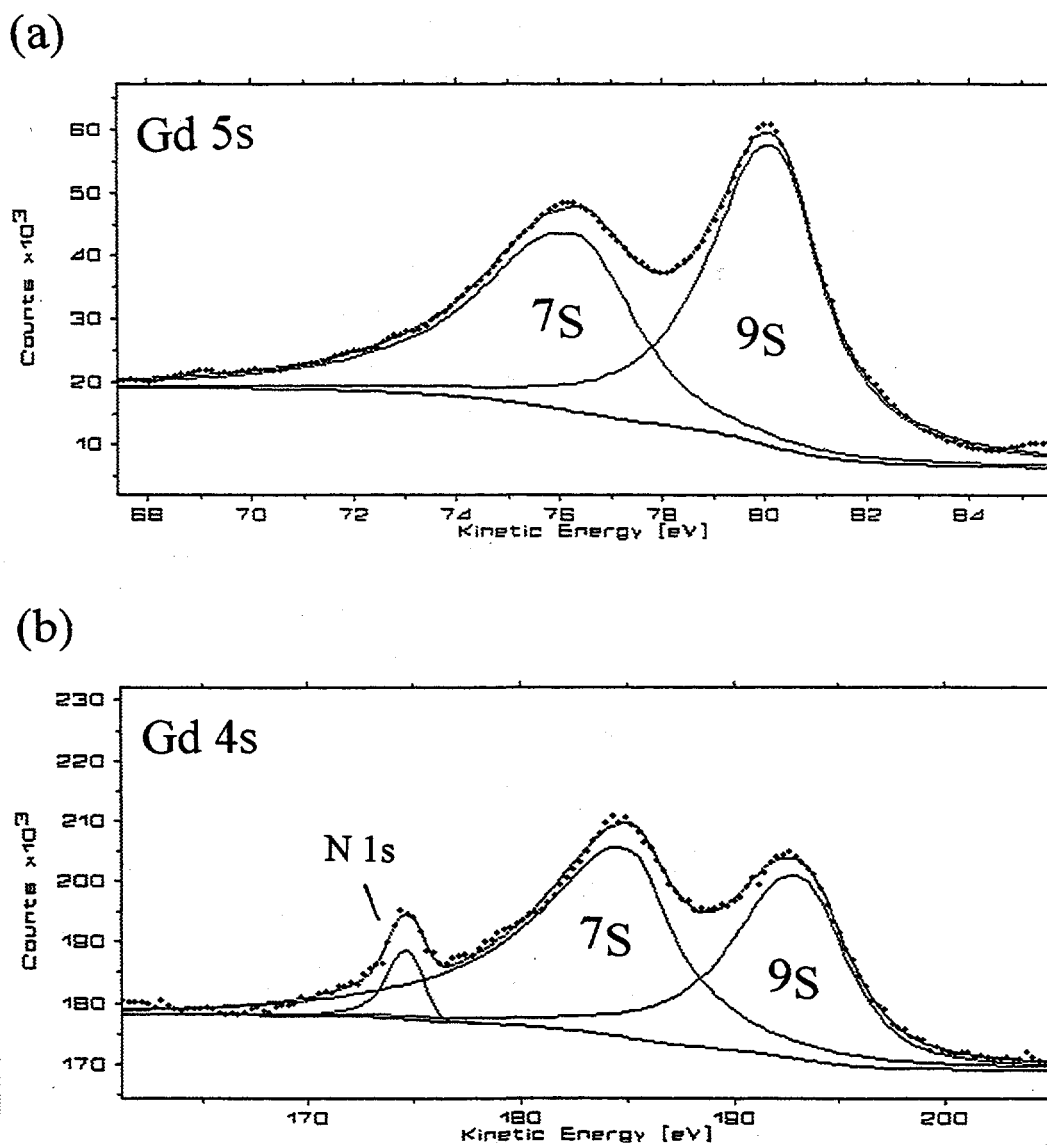 (a)
Gd 5s
Counts x10³
60
50
40
30
20
10
7S
9S
68 70 72 74 76 78 80 82 84
Kinetic Energy [eV]
(b)
Gd 4s
Counts x10³
230
220
210
200
190
180
170
N 1s
7S
9S
170 180 190 200
Kinetic Energy [eV]